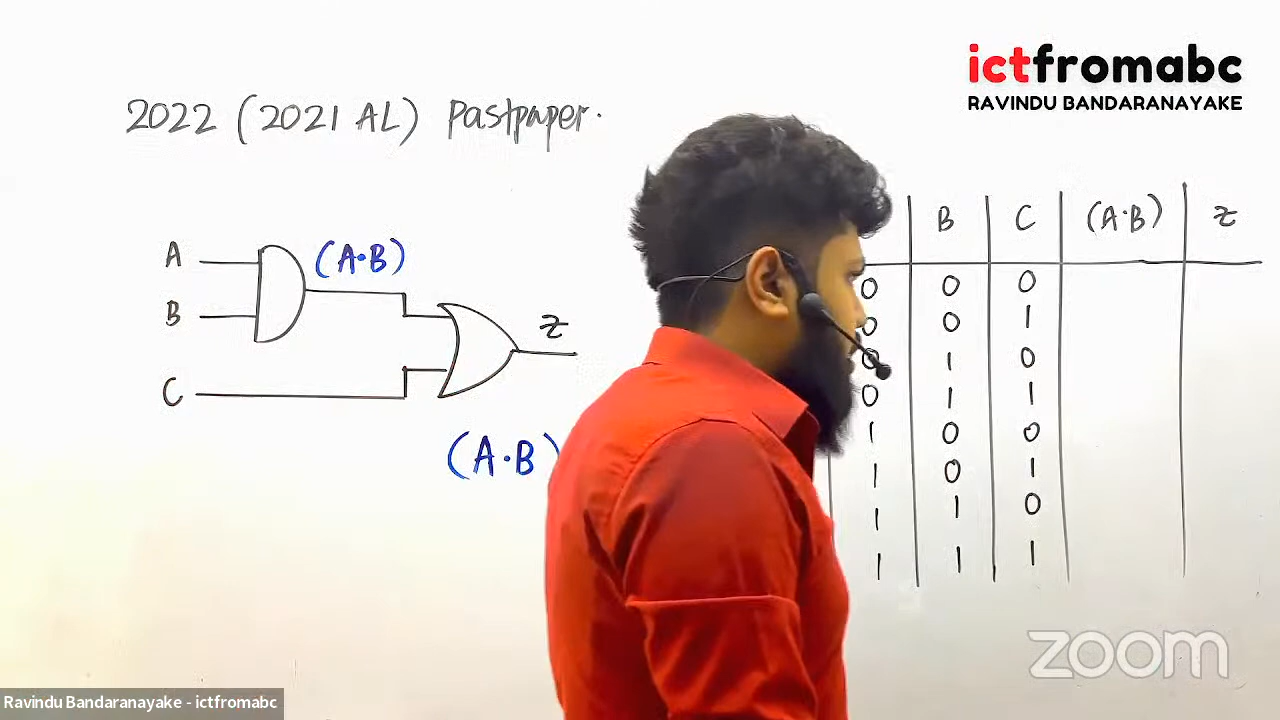 ictfromabc
RAVINDU BANDARANAYAKE
2022 (2021 AL) Pastpaper.
A
B
C
(A·B)
Z
(A·B)
B C (A·B) Z
0 0 0
0 0 1
0 1 0
0 1 1
1 0 0
1 0 1
1 1 0
1 1 1
zoom
Ravindu Bandaranayake - ictfromabc